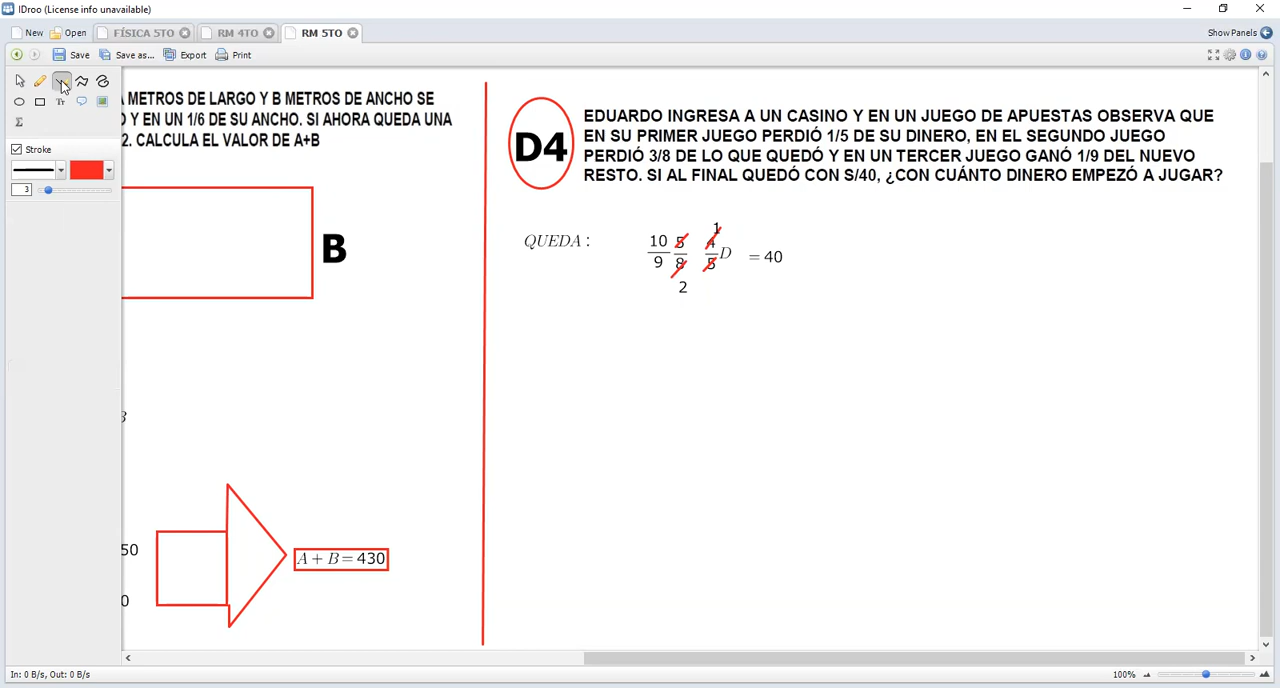 IDroo (License info unavailable)
New Open FÍSICA 5TO RM 4TO RM 5TO Show Panels
Save Save as... Export Print
Tr
Σ
Stroke
3
A METROS DE LARGO Y B METROS DE ANCHO SE
O Y EN UN 1/6 DE SU ANCHO. SI AHORA QUEDA UNA
2. CALCULA EL VALOR DE A+B
B
B
50
0
A + B = 430
D4
EDUARDO INGRESA A UN CASINO Y EN UN JUEGO DE APUESTAS OBSERVA QUE
EN SU PRIMER JUEGO PERDIÓ 1/5 DE SU DINERO, EN EL SEGUNDO JUEGO
PERDIÓ 3/8 DE LO QUE QUEDÓ Y EN UN TERCER JUEGO GANÓ 1/9 DEL NUEVO
RESTO. SI AL FINAL QUEDÓ CON S/40, ¿CON CUÁNTO DINERO EMPEZÓ A JUGAR?
1
QUEDA : 10/9 5/8 4/5 D = 40
2
In: 0 B/s, Out: 0 B/s 100%